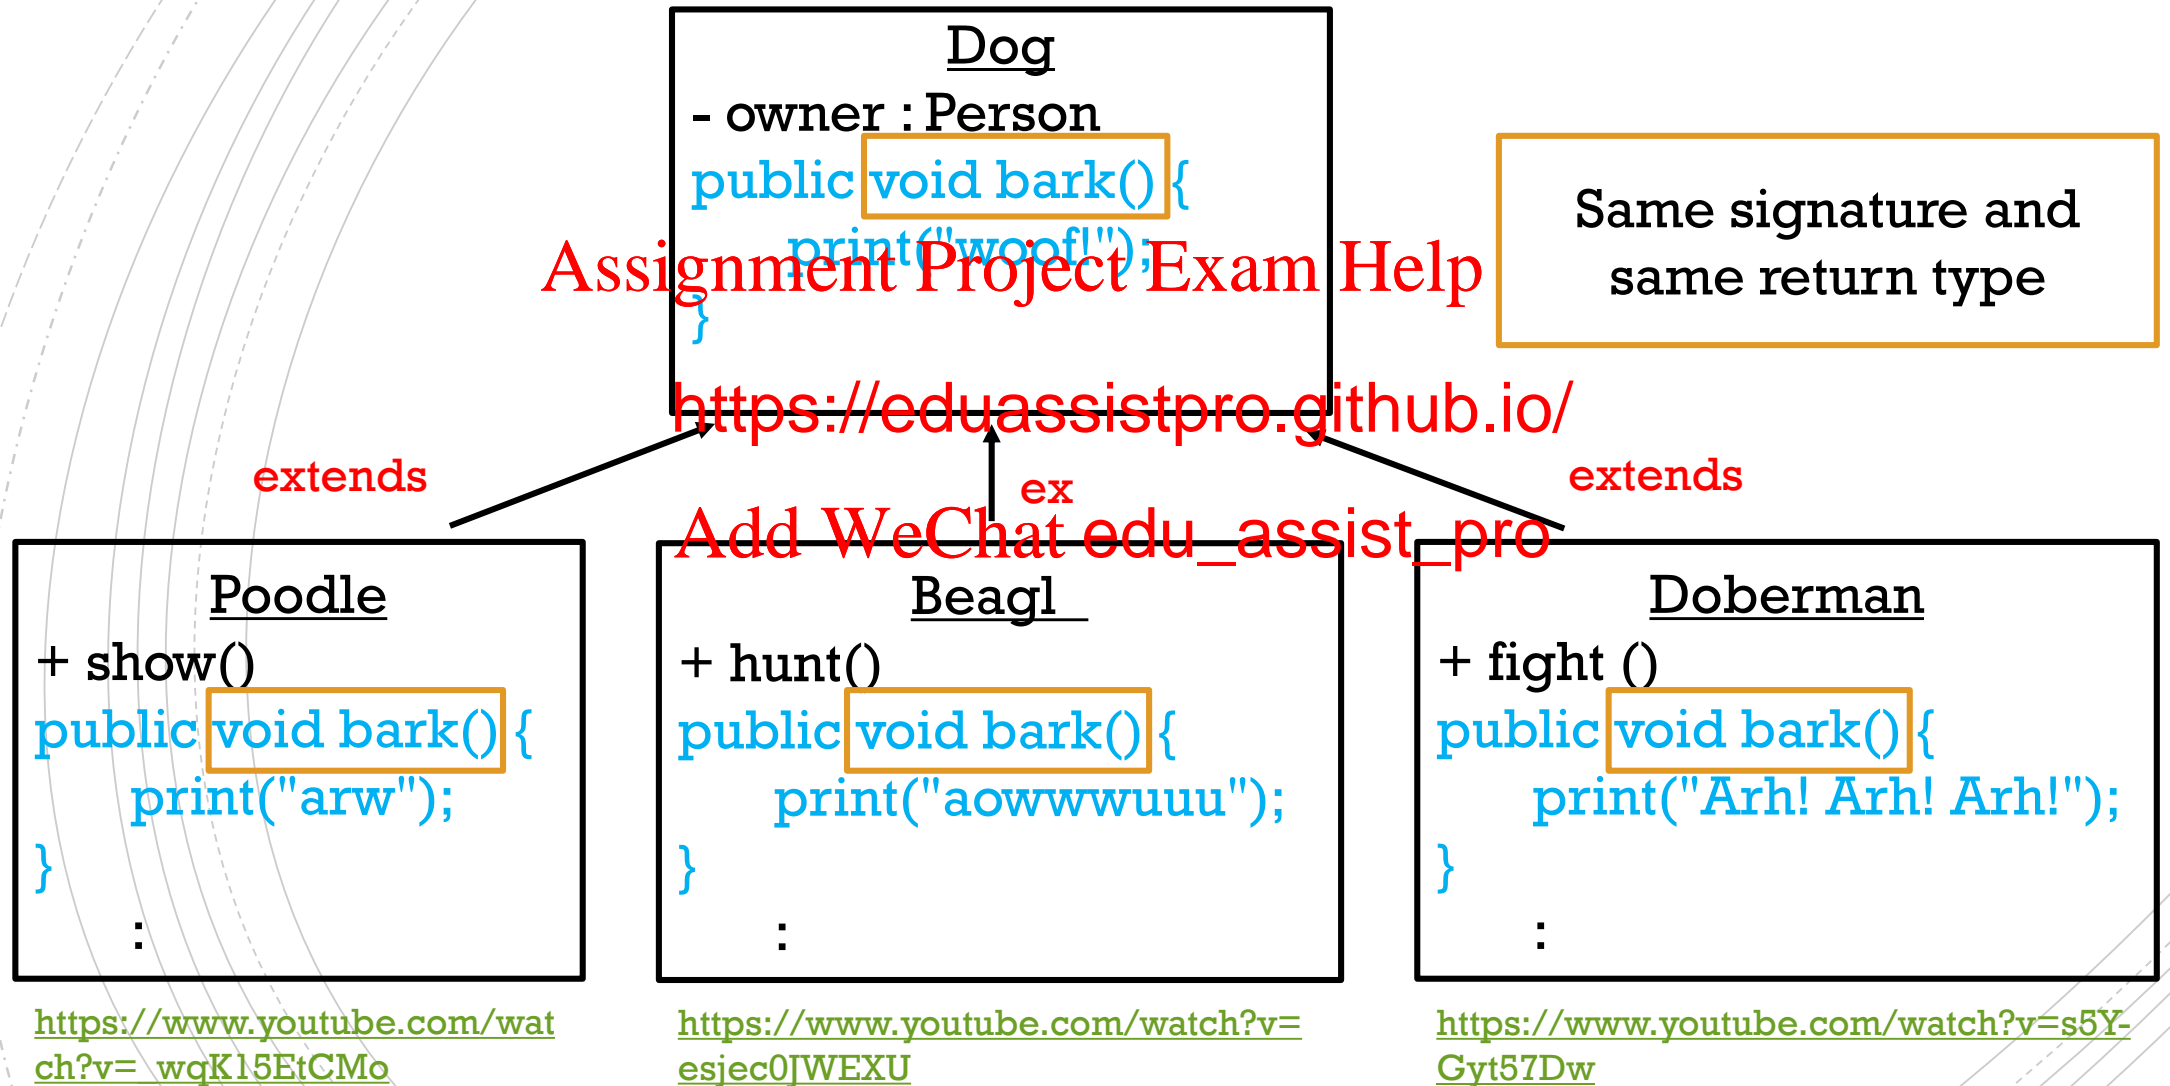 Dog
- owner : Person
public void bark() {
print("woof!");
}
Same signature and
same return type
Assignment Project Exam Help
https://eduassistpro.github.io/
Add WeChat edu_assist_pro
extends
ex
extends
Poodle
+ show()
public void bark() {
print("arw");
}
:
https://www.youtube.com/wat
ch?v=_wqK15EtCMo
Beagl
+ hunt()
public void bark() {
print("aowwwuuu");
}
:
https://www.youtube.com/watch?v=
esjec0JWEXU
Doberman
+ fight ()
public void bark() {
print("Arh! Arh! Arh!");
}
:
https://www.youtube.com/watch?v=s5Y-
Gyt57Dw